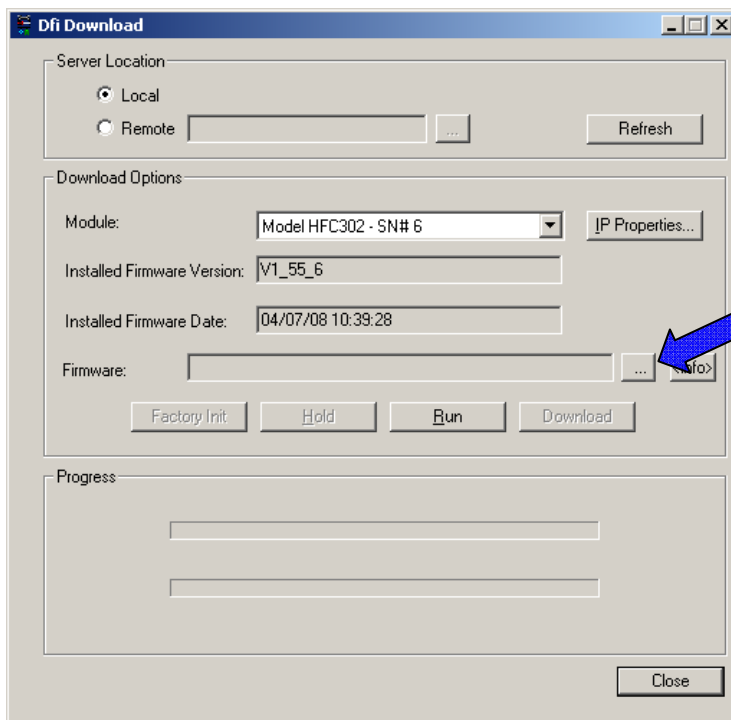 Dfi Download
Server Location
Local
Remote
...
Refresh
Download Options
Module:
Model HFC302 - SN# 6
IP Properties...
Installed Firmware Version:
V1_55_6
Installed Firmware Date:
04/07/08 10:39:28
Firmware:
...
Factory Init
Hold
Run
Download
Progress
Close